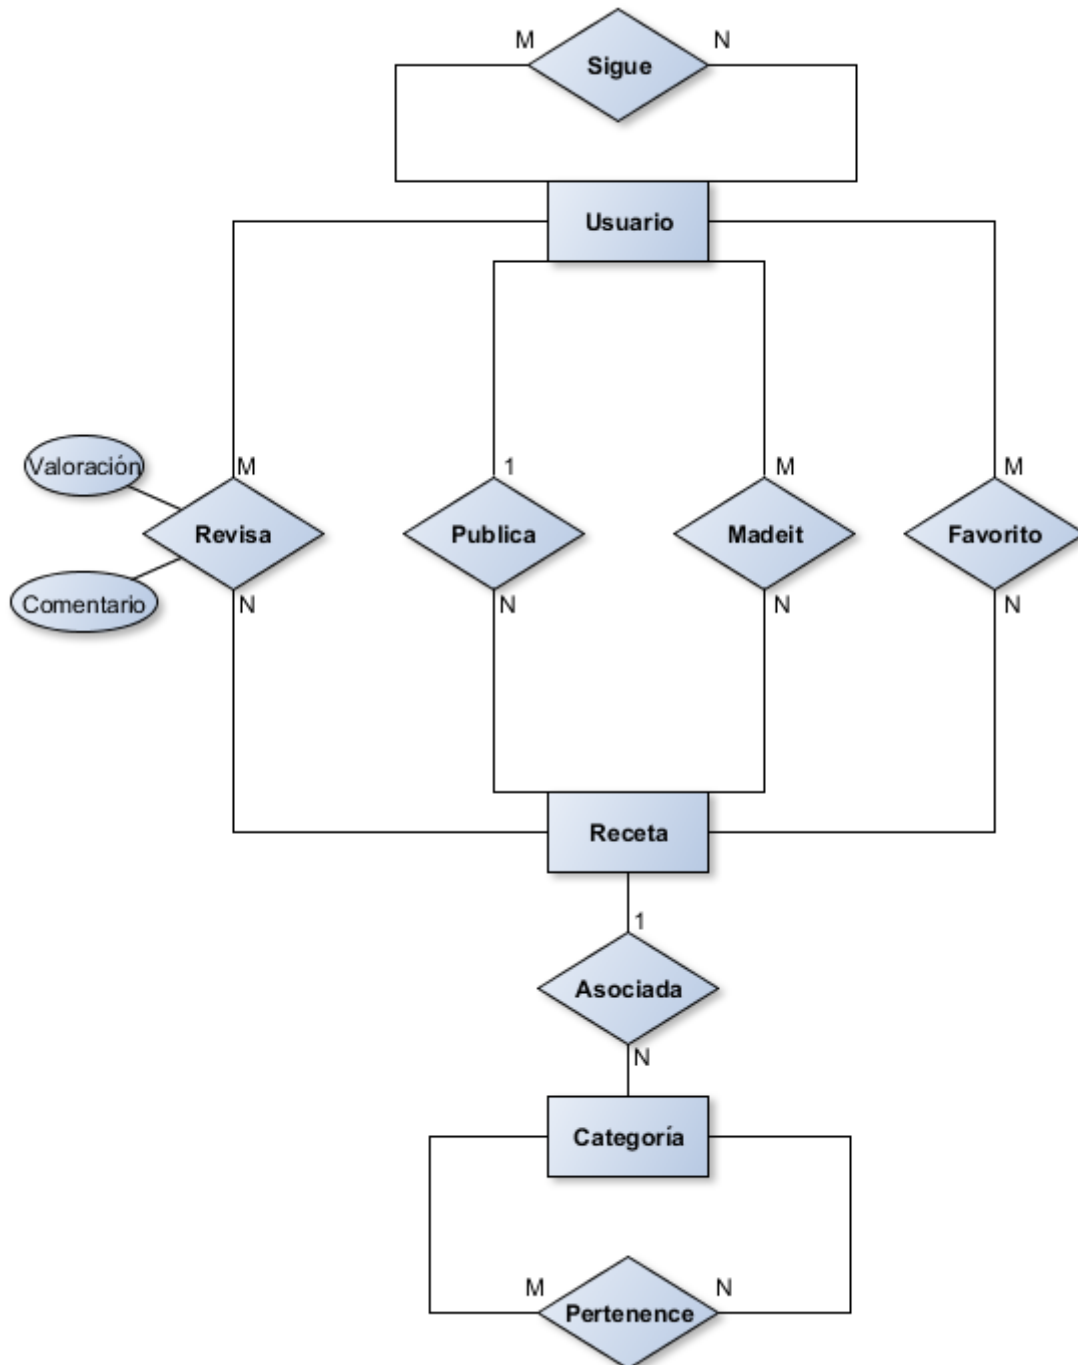 M
N
Sigue
Usuario
Valoración
M
1
M
M
Revisa
Publica
Madeit
Favorito
Comentario
N
N
N
N
Receta
1
Asociada
N
Categoría
M
N
Pertenence